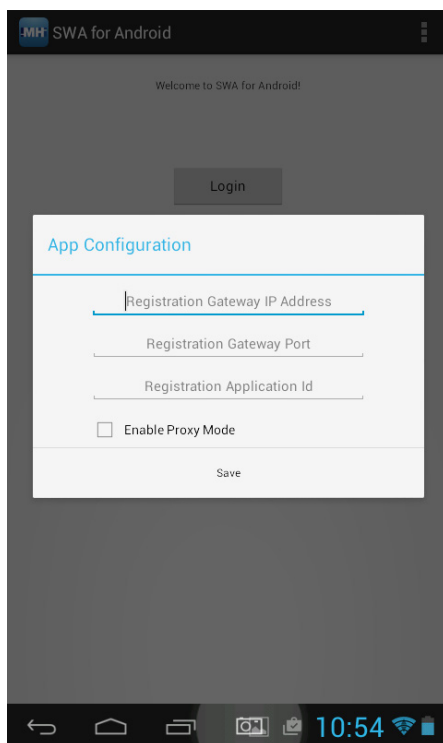 MH SWA for Android
Welcome to SWA for Android!
Login
App Configuration
Registration Gateway IP Address
Registration Gateway Port
Registration Application Id
Enable Proxy Mode
Save
10:54